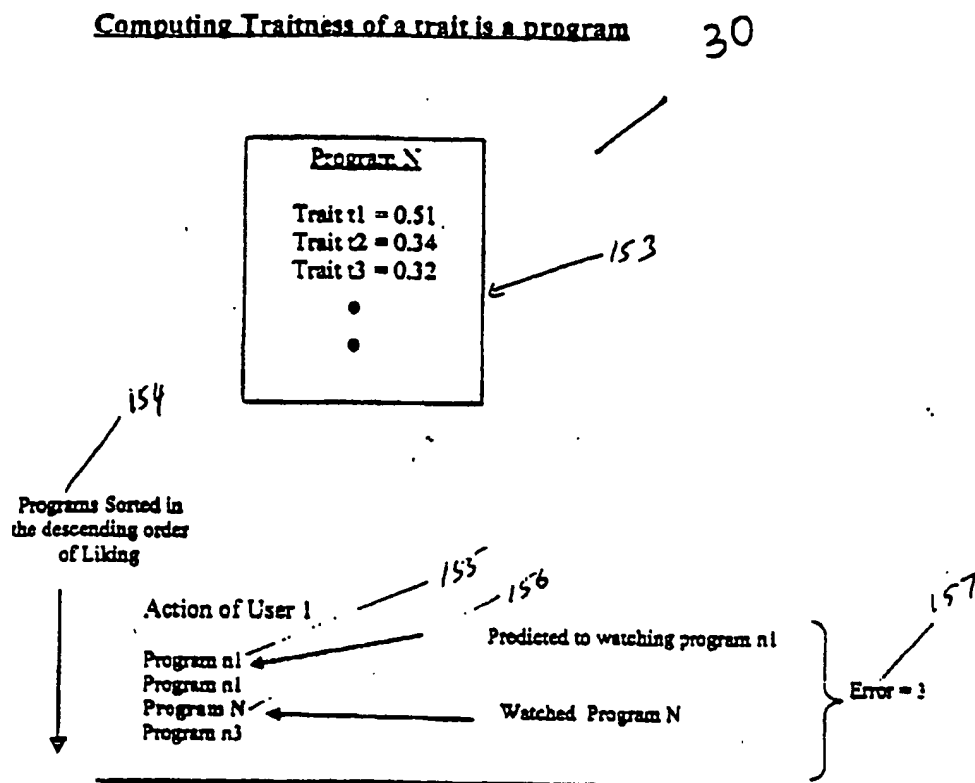 Computing Traitness of a trait is a program
30
Program N
Trait t1 = 0.51
Trait t2 = 0.34
Trait t3 = 0.32
153
154
Programs Sorted in
the descending order
of Liking
155
156
157
Action of User 1
Predicted to watching program n1
Program n1
Program n1
Error = 3
Program N
Watched Program N
Program n3